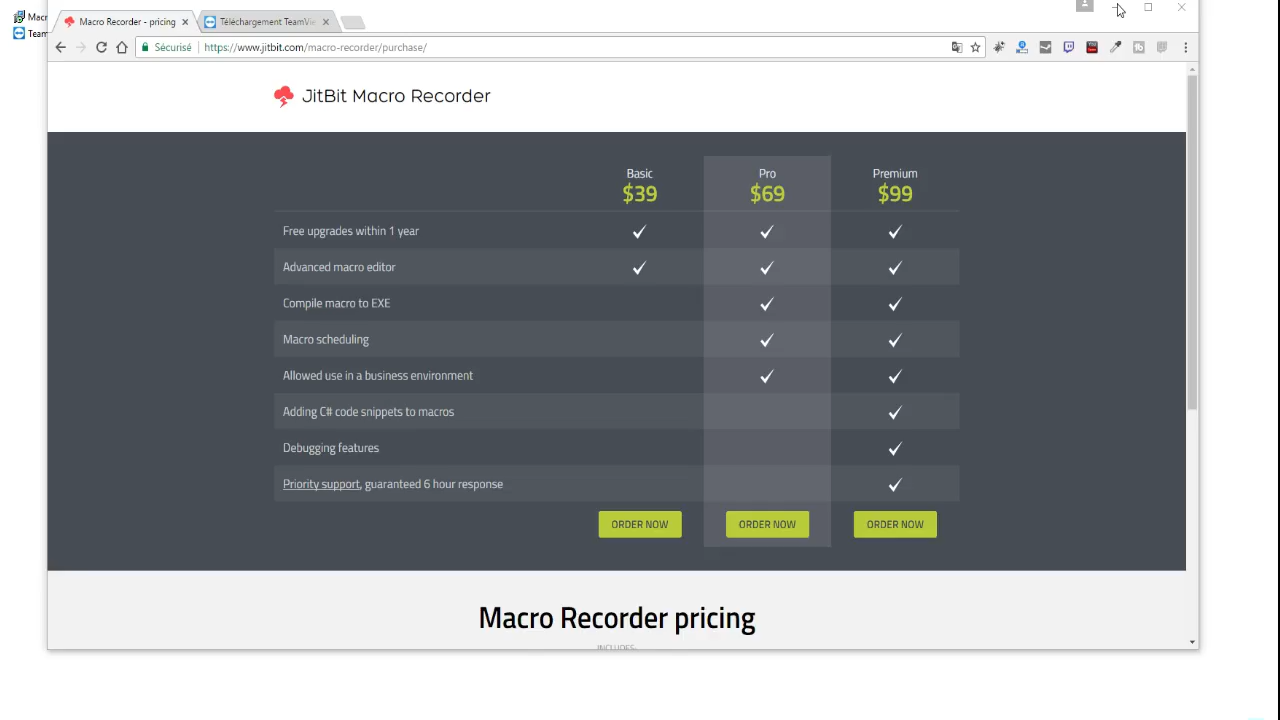 Macr
Team
Macro Recorder - pricing
Téléchargement TeamVi
Sécurisé
https://www.jitbit.com/macro-recorder/purchase/
JitBit Macro Recorder
Basic Pro Premium
$39 $69 $99
Free upgrades within 1 year
Advanced macro editor
Compile macro to EXE
Macro scheduling
Allowed use in a business environment
Adding C# code snippets to macros
Debugging features
Priority support, guaranteed 6 hour response
ORDER NOW ORDER NOW ORDER NOW
Macro Recorder pricing
INCLUDES: